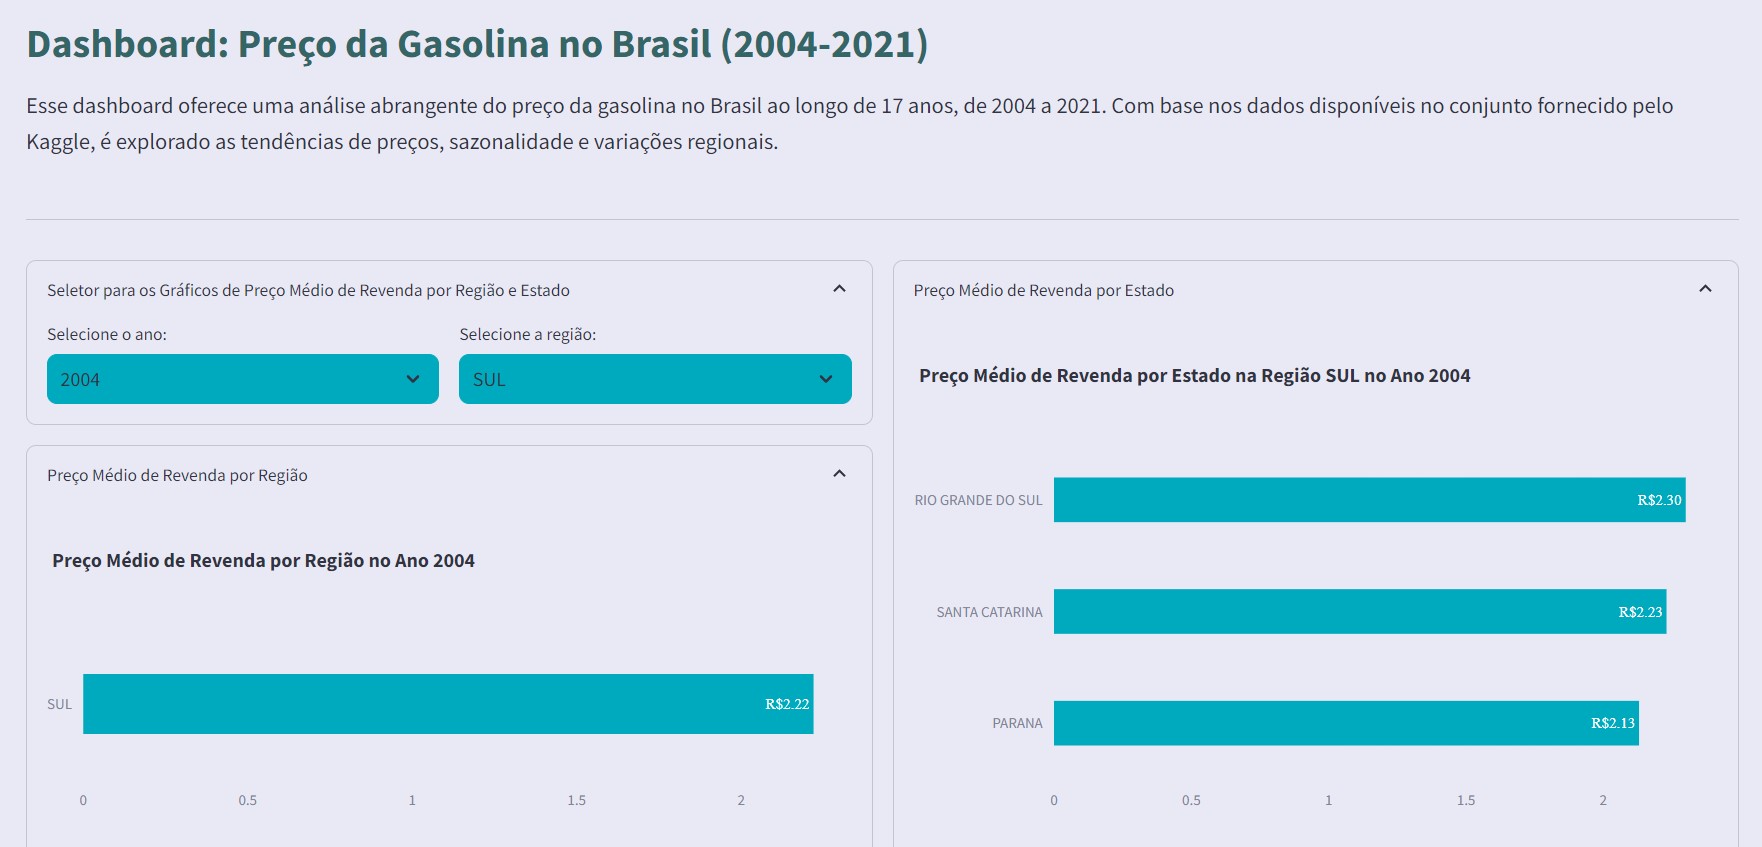 Dashboard: Preço da Gasolina no Brasil (2004-2021)
Esse dashboard oferece uma análise abrangente do preço da gasolina no Brasil ao longo de 17 anos, de 2004 a 2021. Com base nos dados disponíveis no conjunto fornecido pelo
Kaggle, é explorado as tendências de preços, sazonalidade e variações regionais.
Seletor para os Gráficos de Preço Médio de Revenda por Região e Estado
Selecione o ano:
2004
Selecione a região:
SUL
Preço Médio de Revenda por Região
Preço Médio de Revenda por Região no Ano 2004
SUL
R$2.22
0 0.5 1 1.5 2
Preço Médio de Revenda por Estado
Preço Médio de Revenda por Estado na Região SUL no Ano 2004
RIO GRANDE DO SUL
R$2.30
SANTA CATARINA
R$2.23
PARANA
R$2.13
0 0.5 1 1.5 2